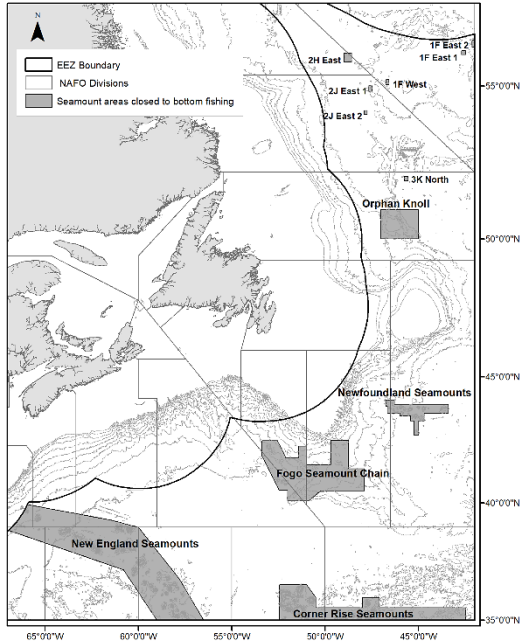 N
EEZ Boundary
NAFO Divisions
Seamount areas closed to bottom fishing
1F East 2
1F East 1
2H East
1F West
2J East 1
2J East 2
3K North
Orphan Knoll
Newfoundland Seamounts
Fogo Seamount Chain
New England Seamounts
Corner Rise Seamounts
55°0'0"N
50°0'0"N
45°0'0"N
40°0'0"N
35°0'0"N
65°0'0"W
60°0'0"W
55°0'0"W
50°0'0"W
45°0'0"W